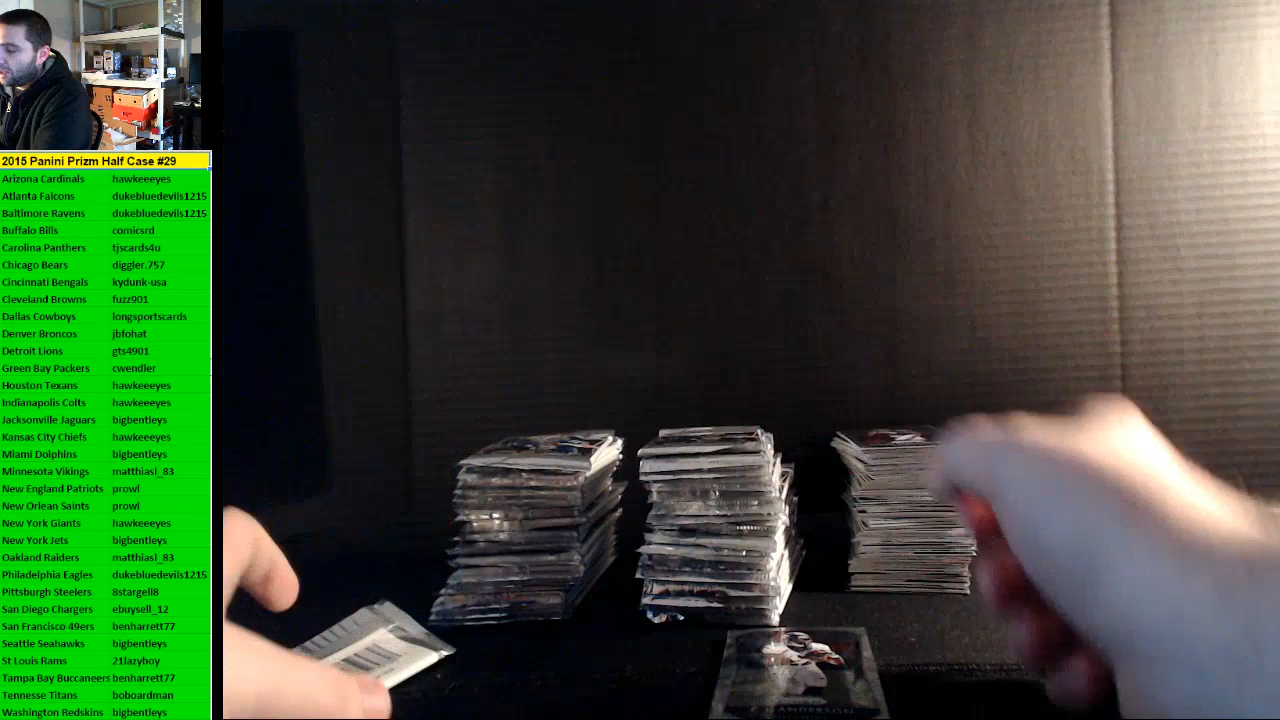 2015 Panini Prizm Half Case #29
Arizona Cardinals hawkeeeyes
Atlanta Falcons dukebluedevils1215
Baltimore Ravens dukebluedevils1215
Buffalo Bills comicsrd
Carolina Panthers tjscards4u
Chicago Bears diggler.757
Cincinnati Bengals kydunk-usa
Cleveland Browns fuzz901
Dallas Cowboys longsportscards
Denver Broncos jbfohat
Detroit Lions gts4901
Green Bay Packers cwendler
Houston Texans hawkeeeyes
Indianapolis Colts hawkeeeyes
Jacksonville Jaguars bigbentleys
Kansas City Chiefs hawkeeeyes
Miami Dolphins bigbentleys
Minnesota Vikings matthiasl_83
New England Patriots prowl
New Orlean Saints prowl
New York Giants hawkeeeyes
New York Jets bigbentleys
Oakland Raiders matthiasl_83
Philadelphia Eagles dukebluedevils1215
Pittsburgh Steelers 8stargell8
San Diego Chargers ebuysell_12
San Francisco 49ers benharrett77
Seattle Seahawks bigbentleys
St Louis Rams 21lazyboy
Tampa Bay Buccaneers benharrett77
Tennesse Titans boboardman
Washington Redskins bigbentleys
ANDERSON